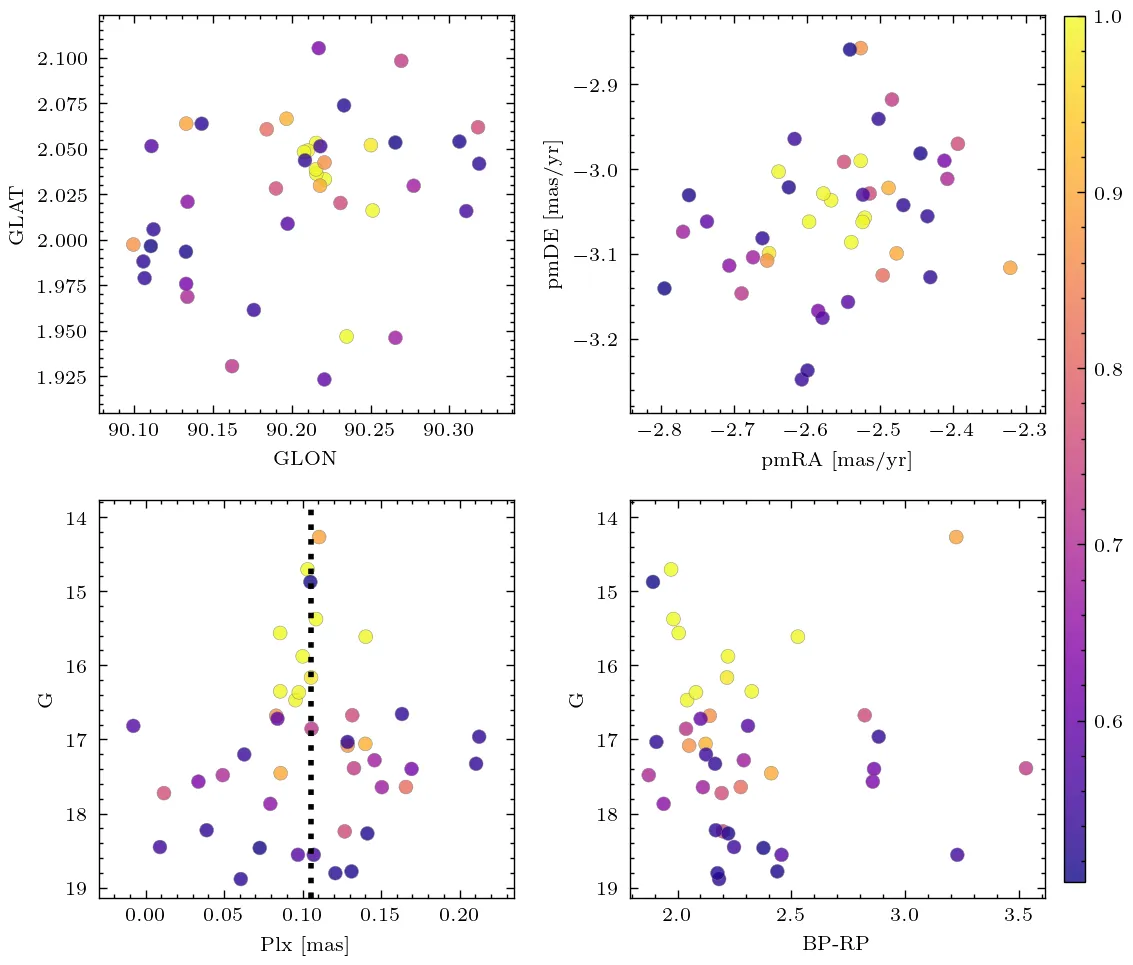 2.100
2.075
2.050
2.025
2.000
1.975
1.950
1.925
GLAT
90.10 90.15 90.20 90.25 90.30
GLON
−2.9
−3.0
−3.1
−3.2
pmDE [mas/yr]
−2.8 −2.7 −2.6 −2.5 −2.4 −2.3
pmRA [mas/yr]
1.0
0.9
0.8
0.7
0.6
14
15
16
17
18
19
G
0.00 0.05 0.10 0.15 0.20
Plx [mas]
14
15
16
17
18
19
G
2.0 2.5 3.0 3.5
BP-RP